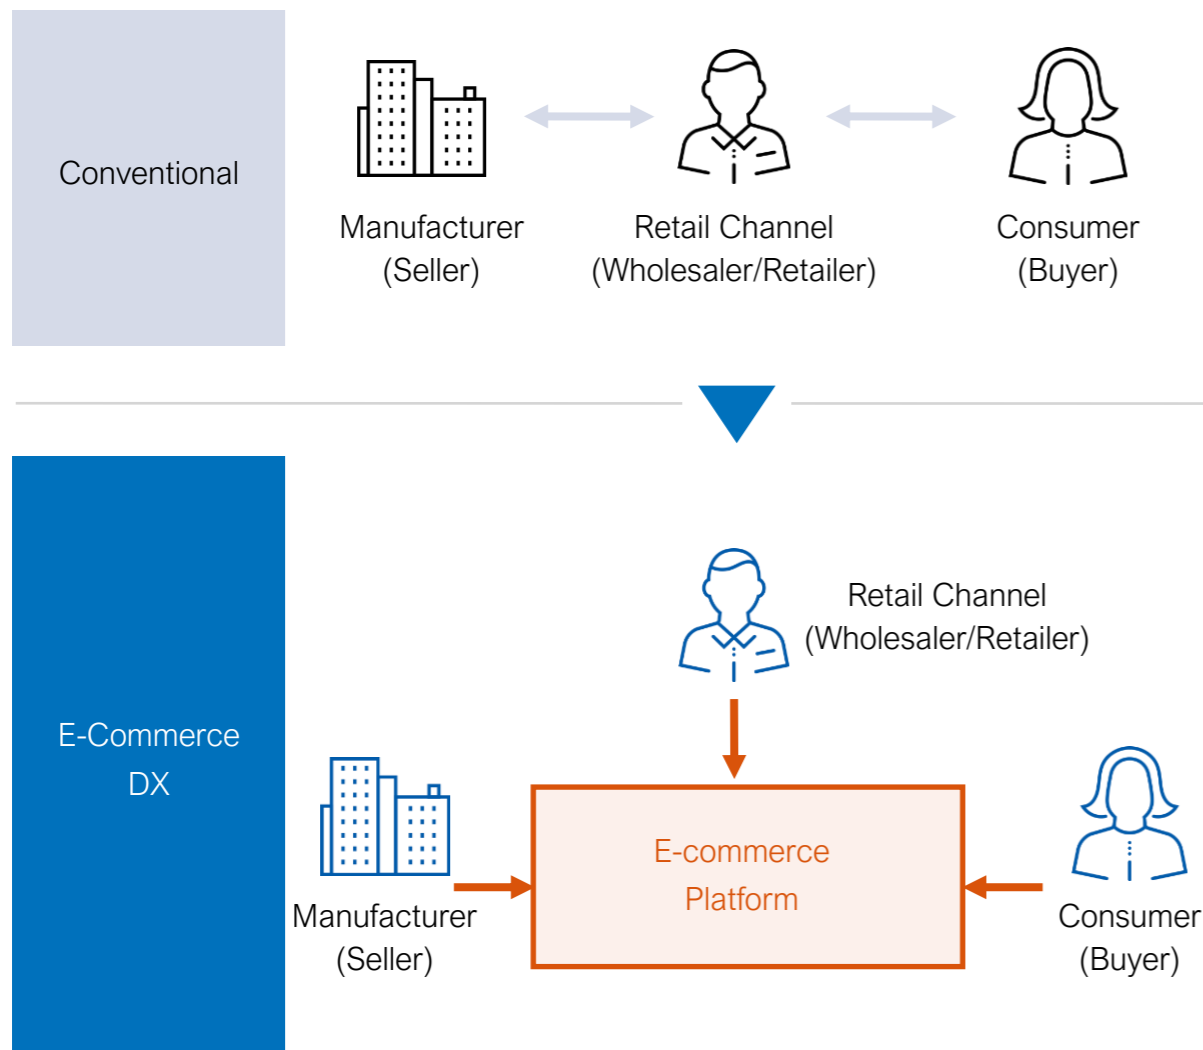 Conventional
Manufacturer
(Seller)
Retail Channel
(Wholesaler/Retailer)
Consumer
(Buyer)
E-Commerce
DX
Retail Channel
(Wholesaler/Retailer)
Manufacturer
(Seller)
E-commerce
Platform
Consumer
(Buyer)